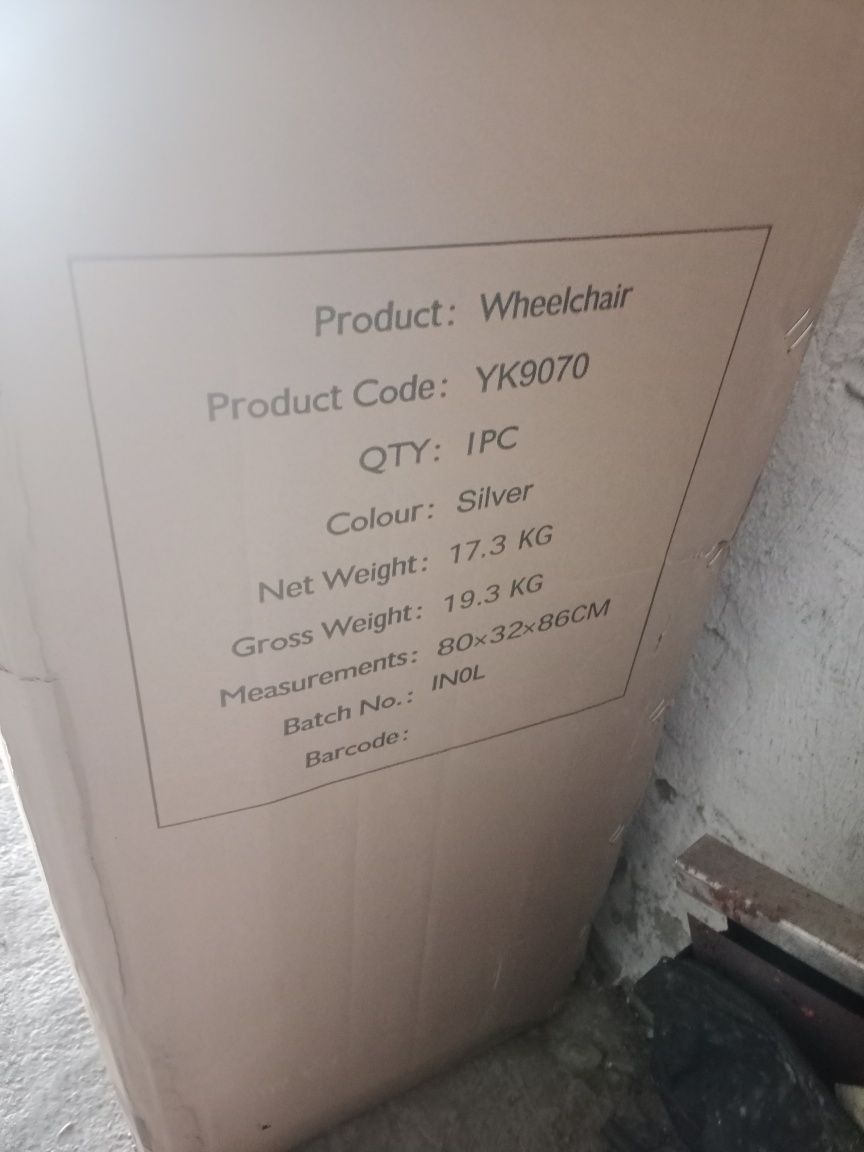 Product: Wheelchair
Product Code: YK9070
QTY: 1PC
Colour: Silver
Net Weight: 17.3 KG
Gross Weight: 19.3 KG
Measurements: 80×32×86CM
Batch No.: IN0L
Barcode: